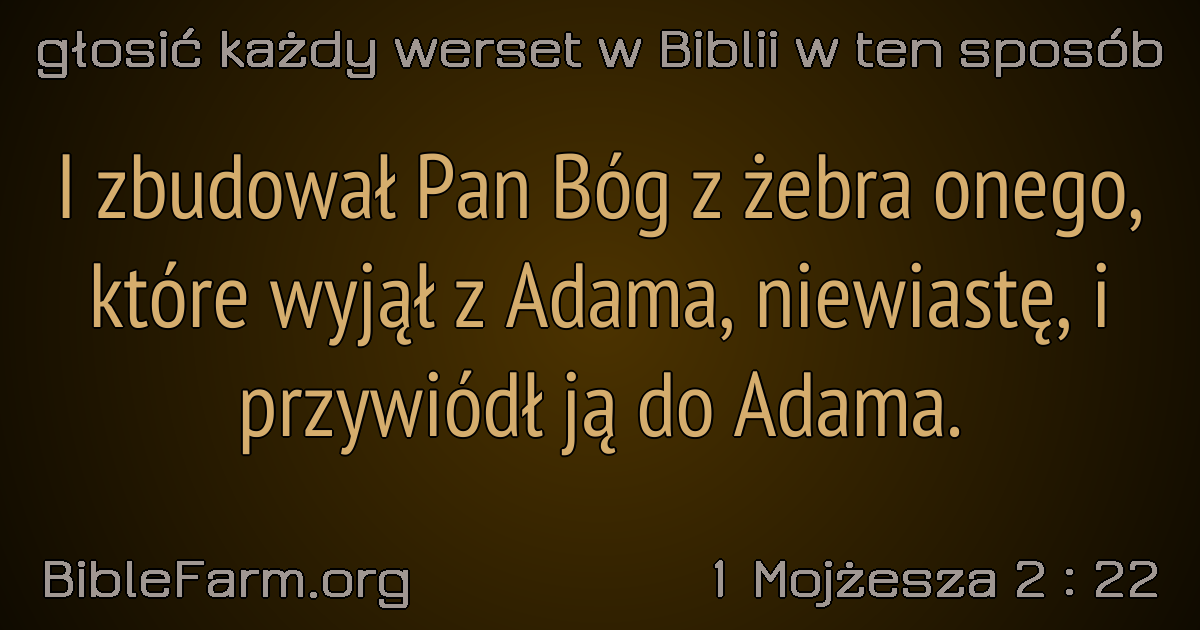 głosić każdy werset w Biblii w ten sposób
I zbudował Pan Bóg z żebra onego,
które wyjął z Adama, niewiastę, i
przywiódł ją do Adama.
BibleFarm.org
1 Mojżesza 2 : 22